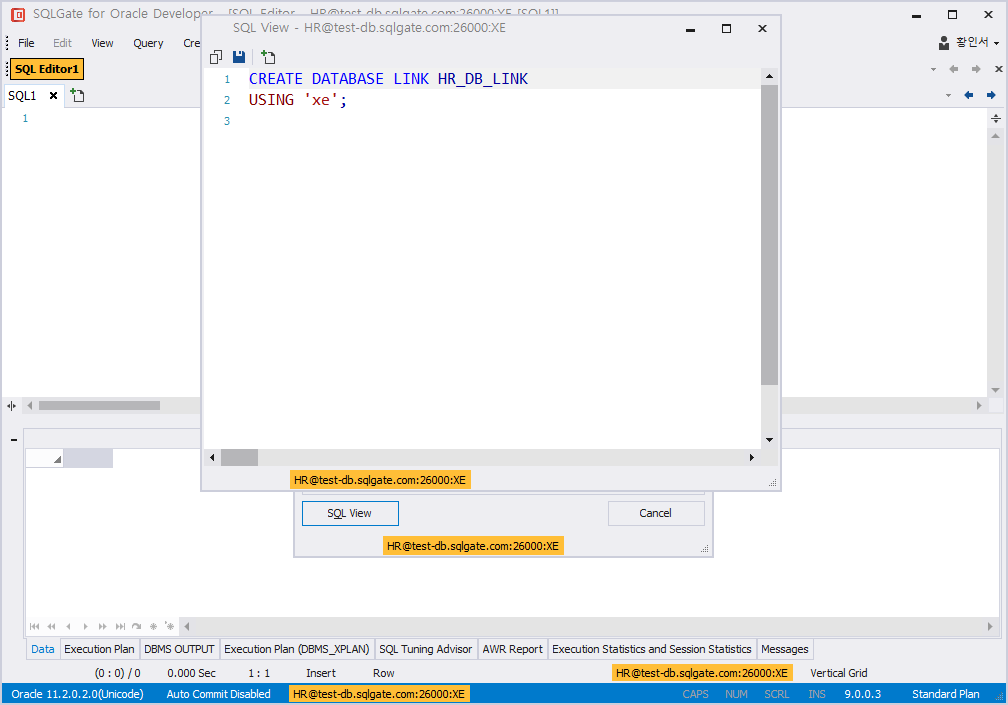 SQLGate for Oracle Developer - [SQL Editor - HR@test-db.sqlgate.com:26000:XE [SQL1]]
SQL View - HR@test-db.sqlgate.com:26000:XE
File Edit View Query Cre
황인서
SQL Editor1
SQL1
1
1 CREATE DATABASE LINK HR_DB_LINK
2 USING 'xe';
3
HR@test-db.sqlgate.com:26000:XE
SQL View Cancel
HR@test-db.sqlgate.com:26000:XE
Data Execution Plan DBMS OUTPUT Execution Plan (DBMS_XPLAN) SQL Tuning Advisor AWR Report Execution Statistics and Session Statistics Messages
(0 : 0) / 0 0.000 Sec 1 : 1 Insert Row HR@test-db.sqlgate.com:26000:XE Vertical Grid
Oracle 11.2.0.2.0(Unicode) Auto Commit Disabled HR@test-db.sqlgate.com:26000:XE CAPS NUM SCRL INS 9.0.0.3 Standard Plan